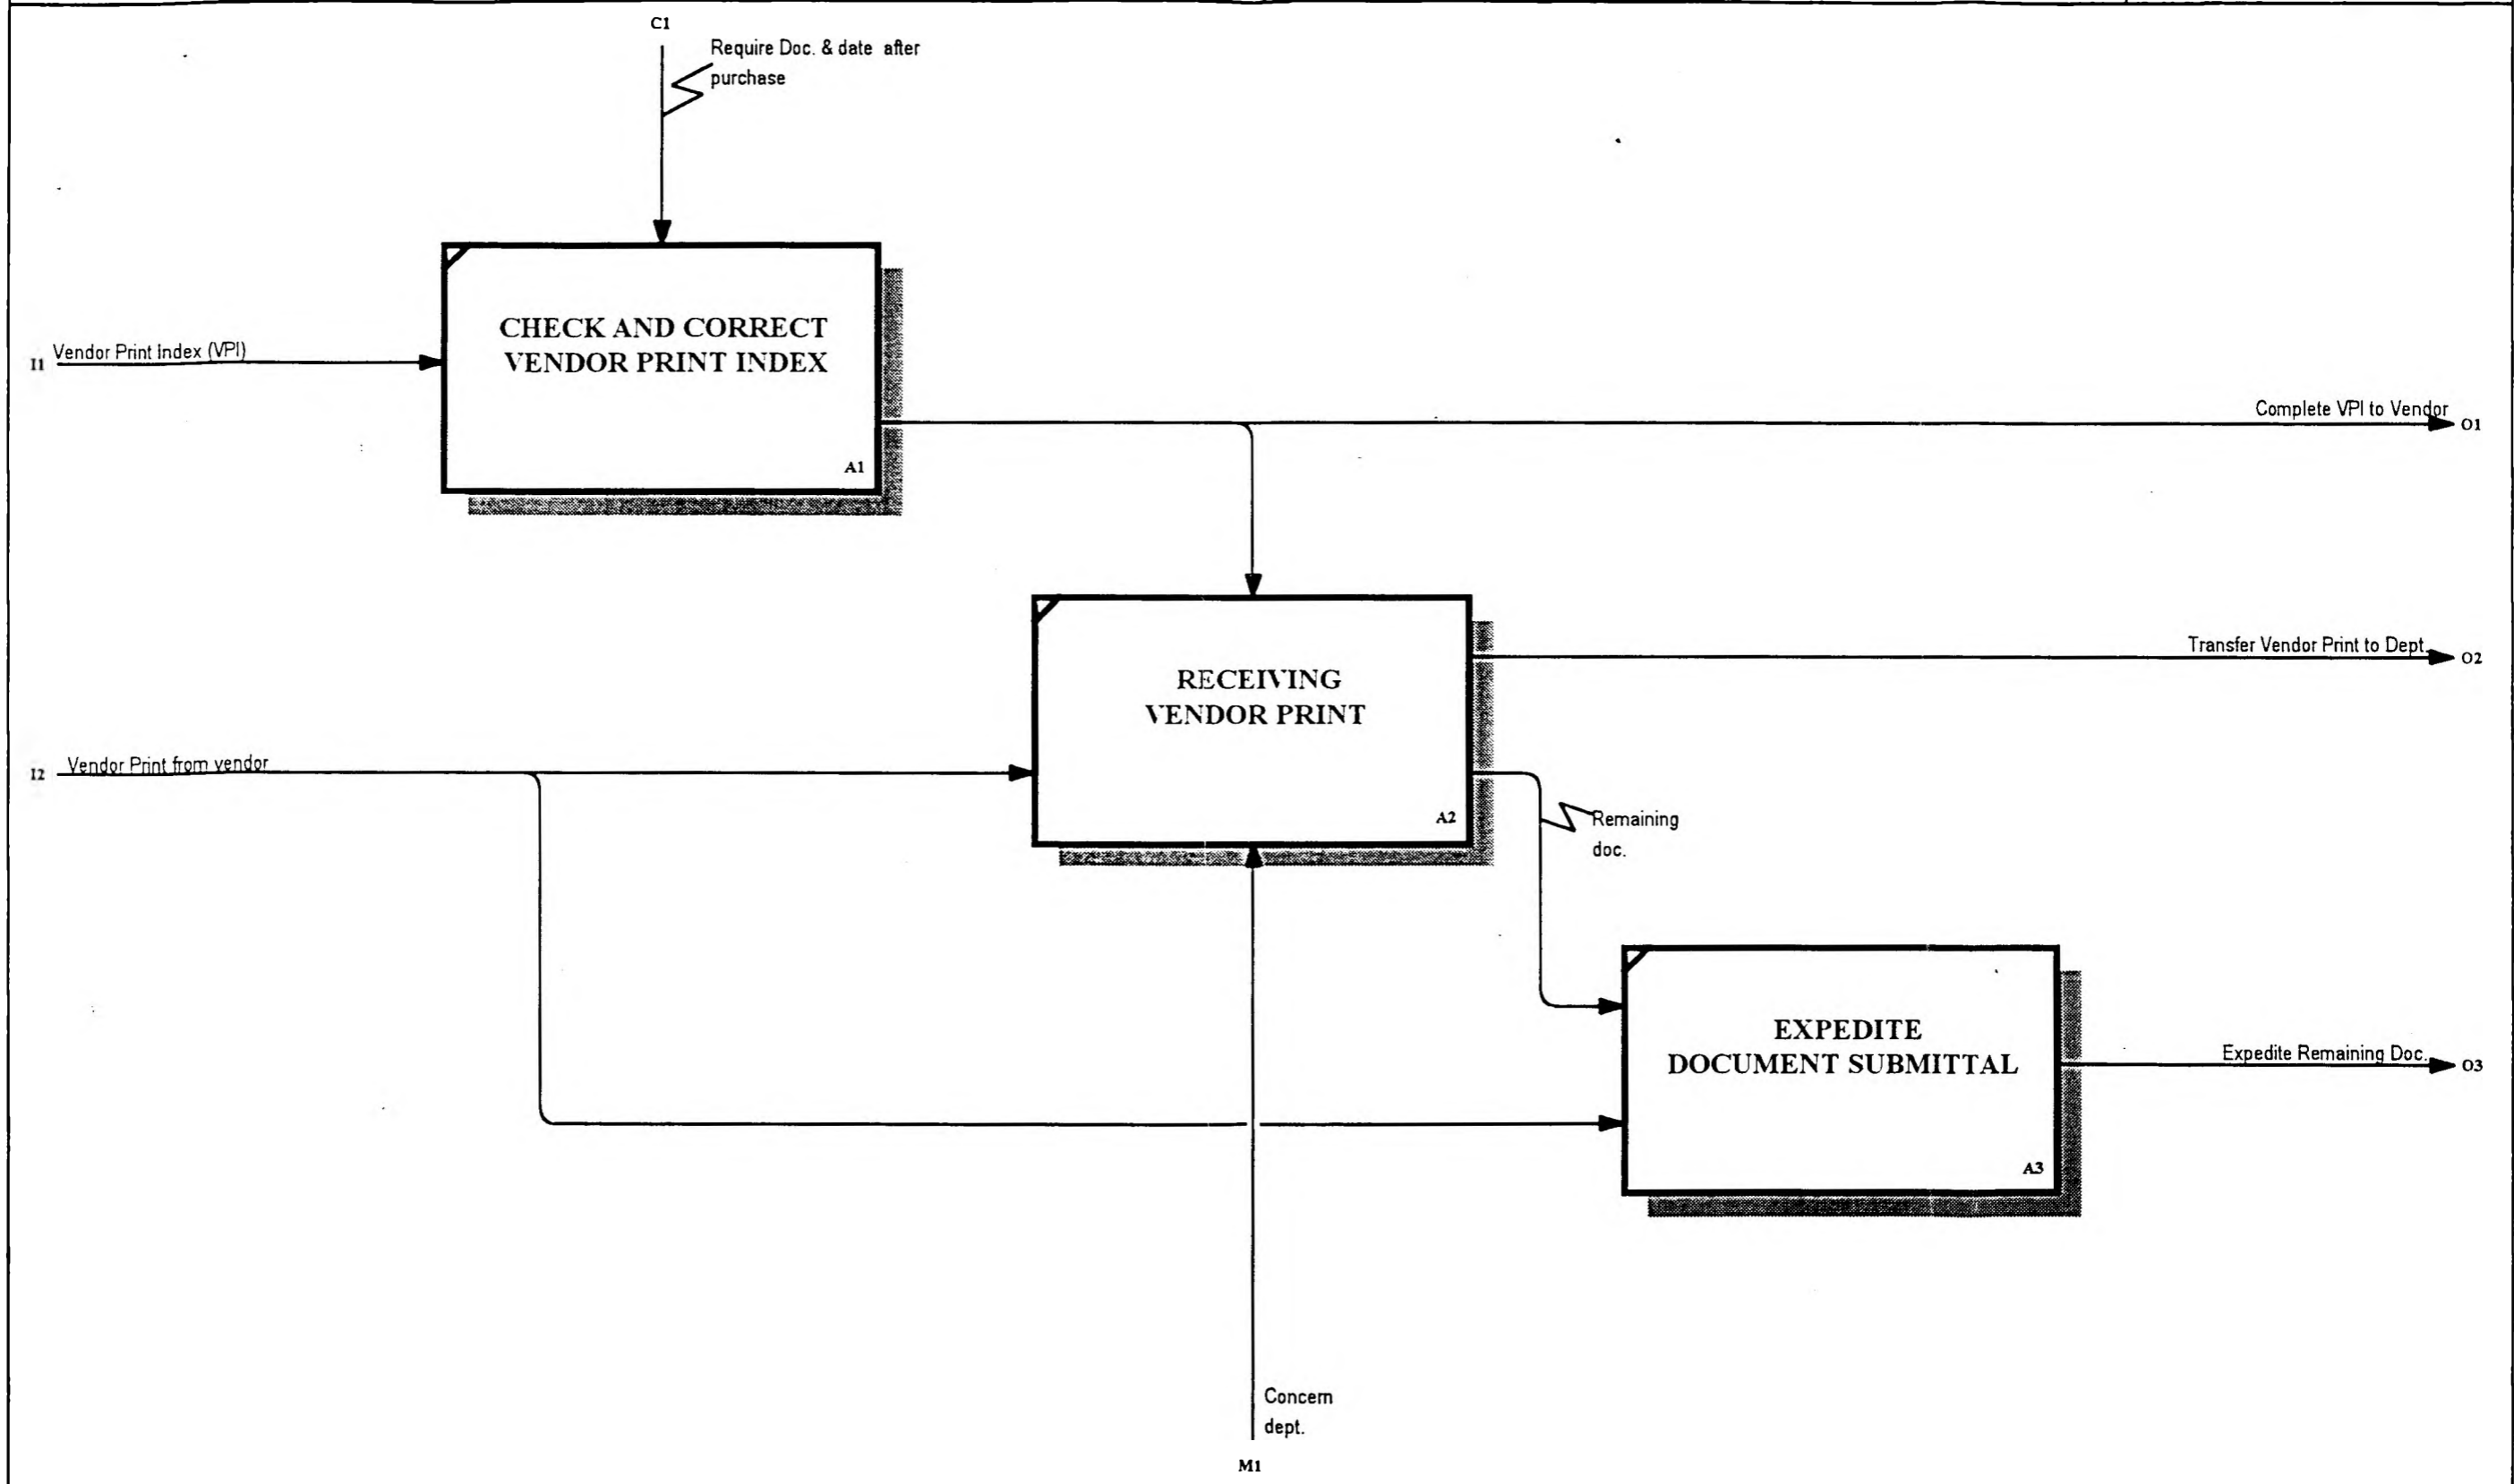 C1
Require Doc. & date after
purchase
CHECK AND CORRECT
VENDOR PRINT INDEX
A1
I1
Vendor Print Index (VPI)
Complete VPI to Vendor
O1
RECEIVING
VENDOR PRINT
A2
Transfer Vendor Print to Dept.
O2
I2
Vendor Print from vendor
Remaining
doc.
EXPEDITE
DOCUMENT SUBMITTAL
A3
Expedite Remaining Doc.
O3
Concern
dept.
M1